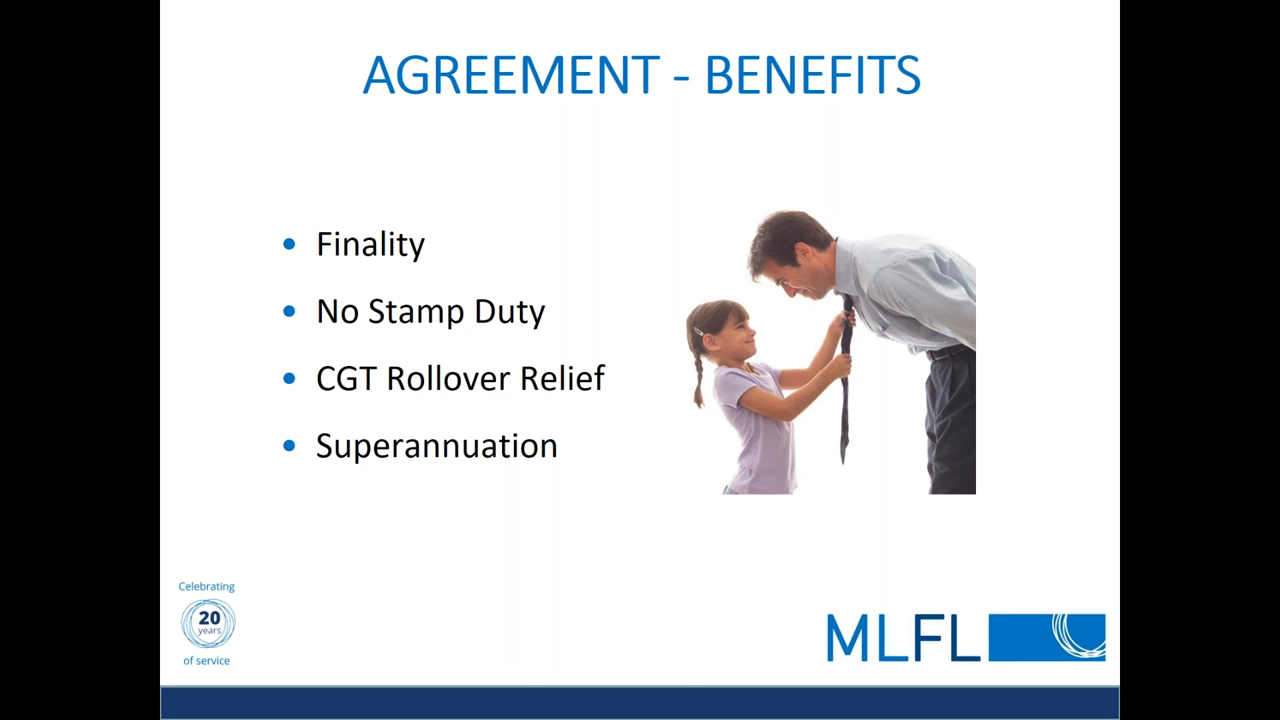 AGREEMENT - BENEFITS
• Finality
• No Stamp Duty
• CGT Rollover Relief
• Superannuation
Celebrating
20
years
of service
MLFL